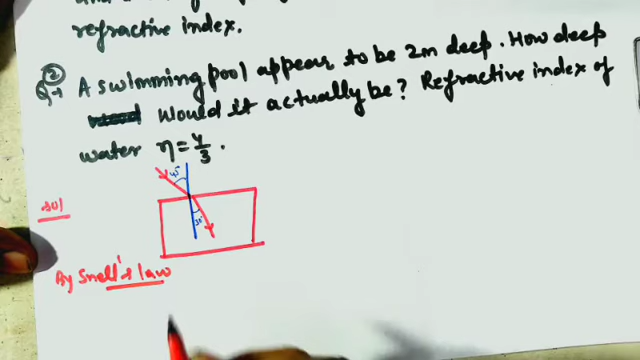 refractive index.
② Q→ A swimming pool appear to be 2m deep. How deep
would it actually be? Refractive index of
water η = 4/3.
45°
sol
30°
By Snell's law